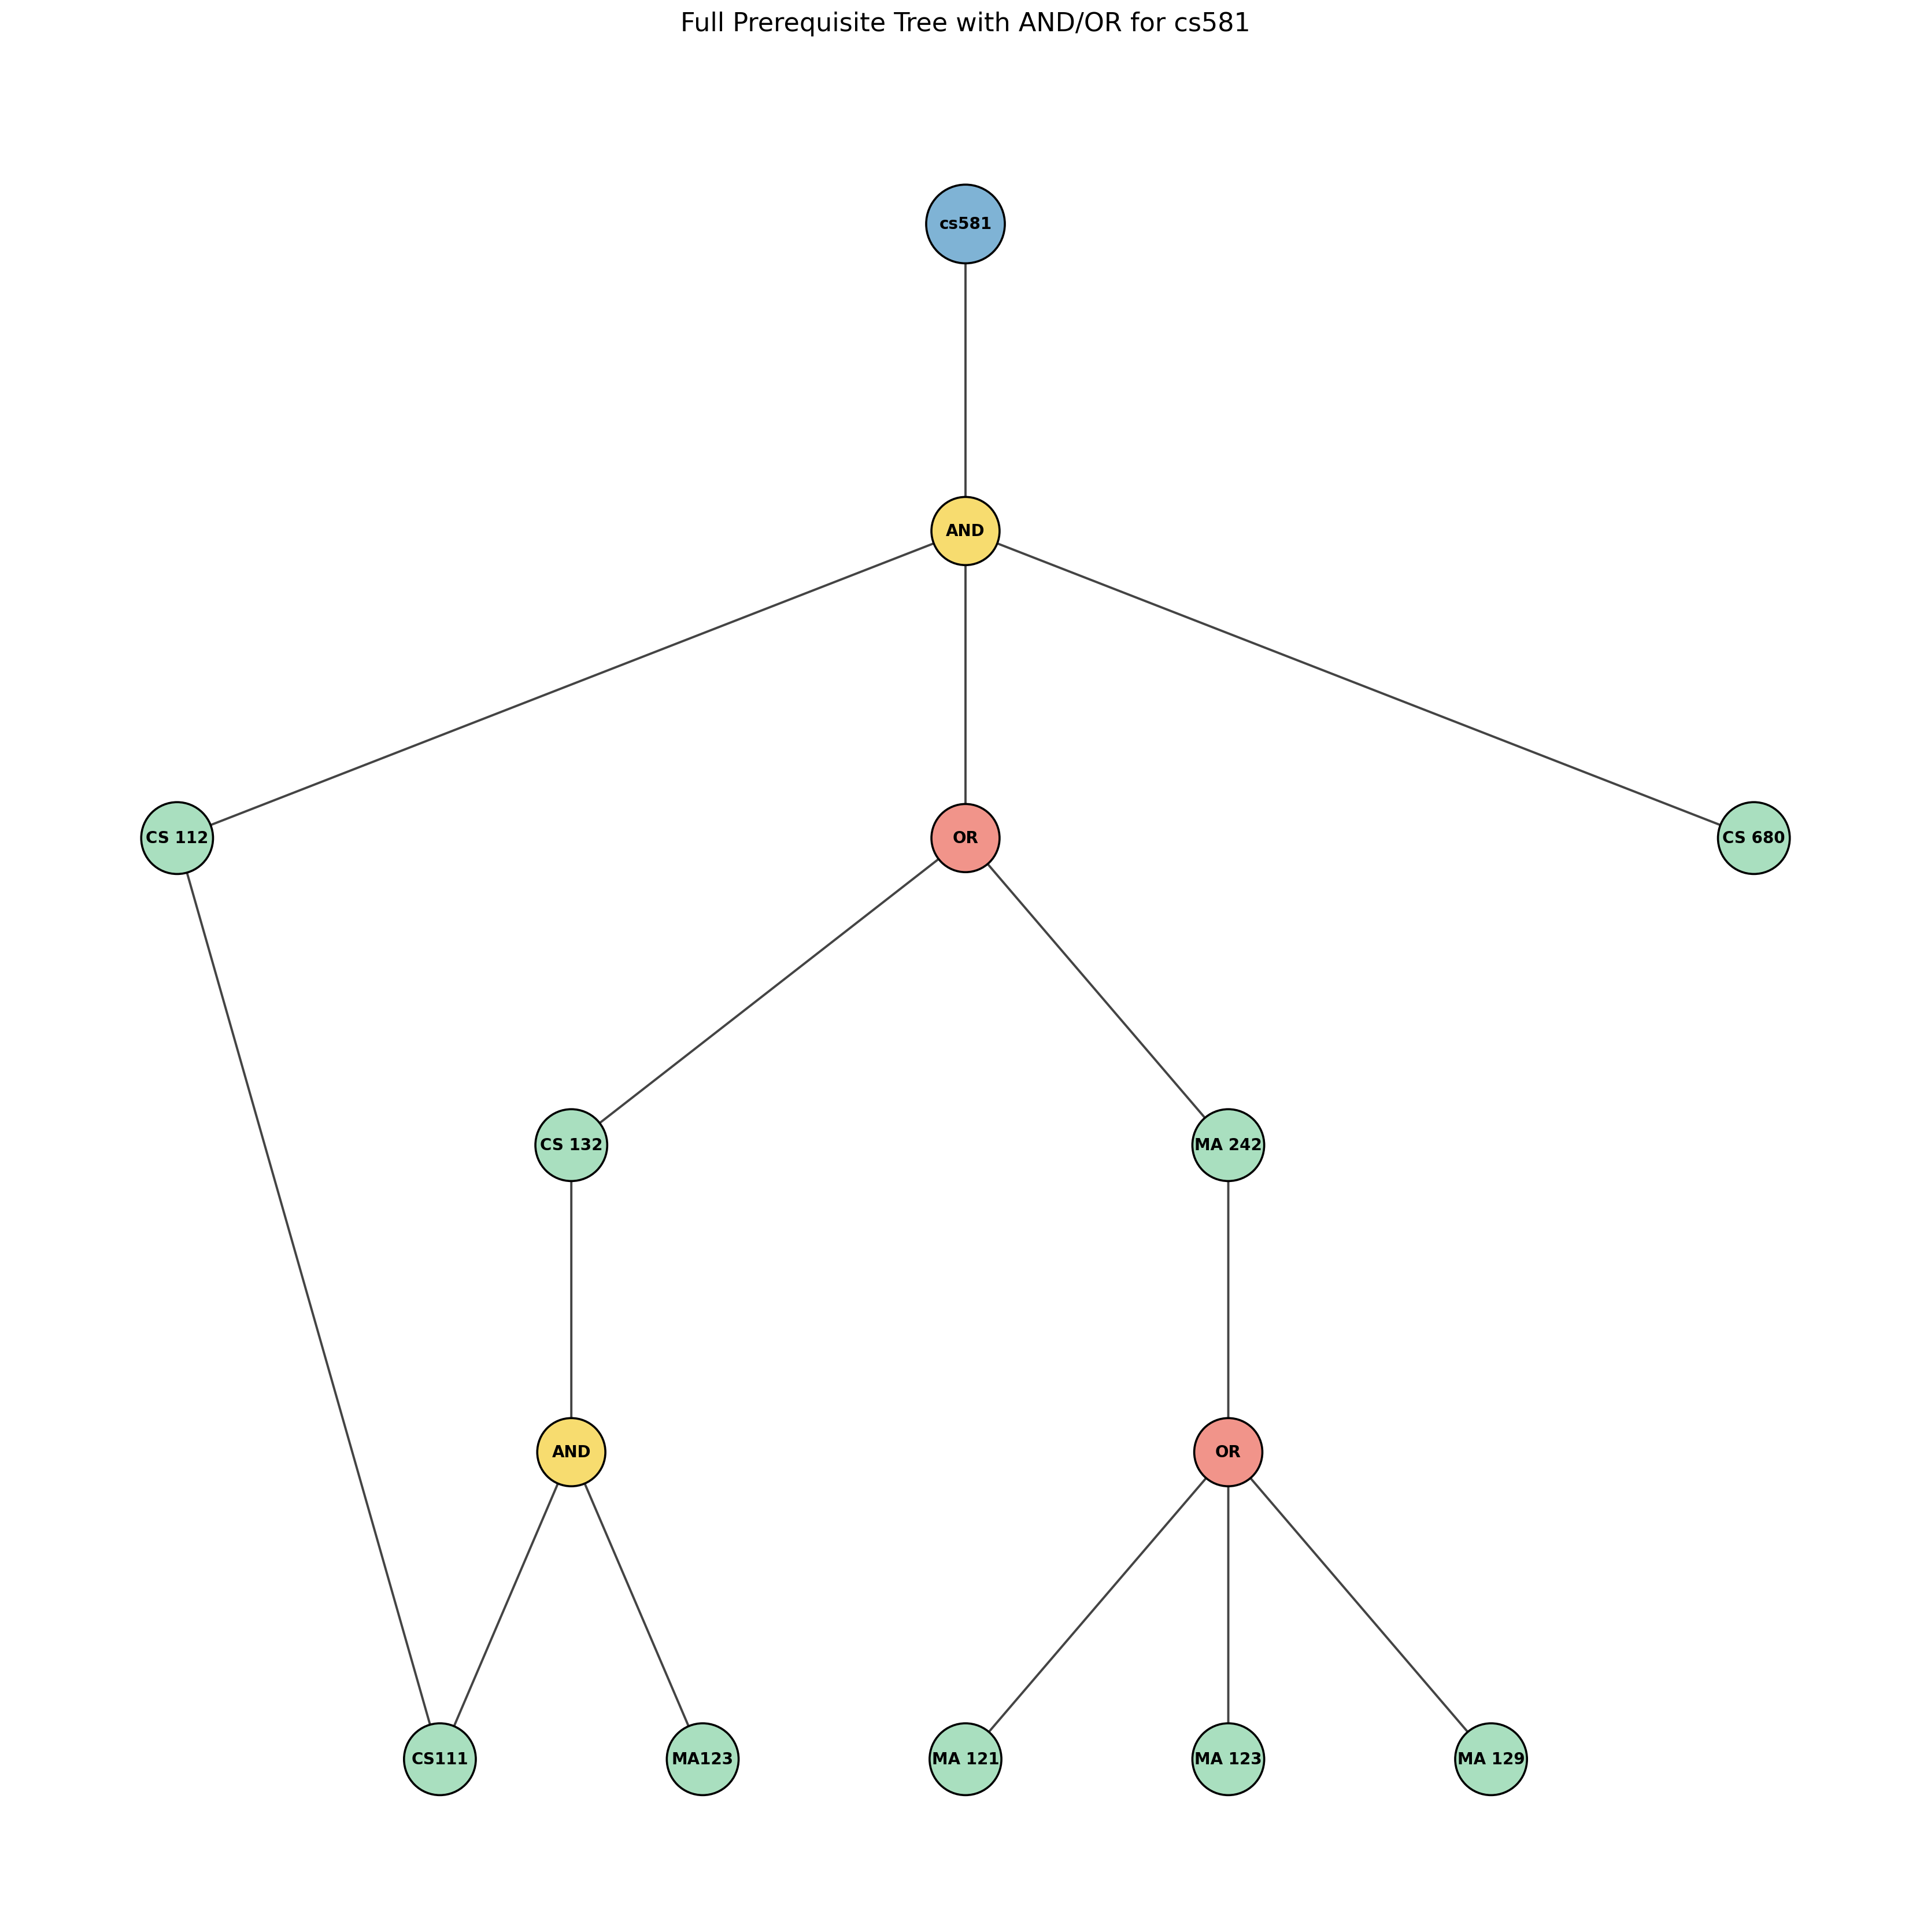 Full Prerequisite Tree with AND/OR for cs581
cs581
AND
CS 112
OR
CS 680
CS 132
MA 242
AND
OR
CS111
MA123
MA 121
MA 123
MA 129